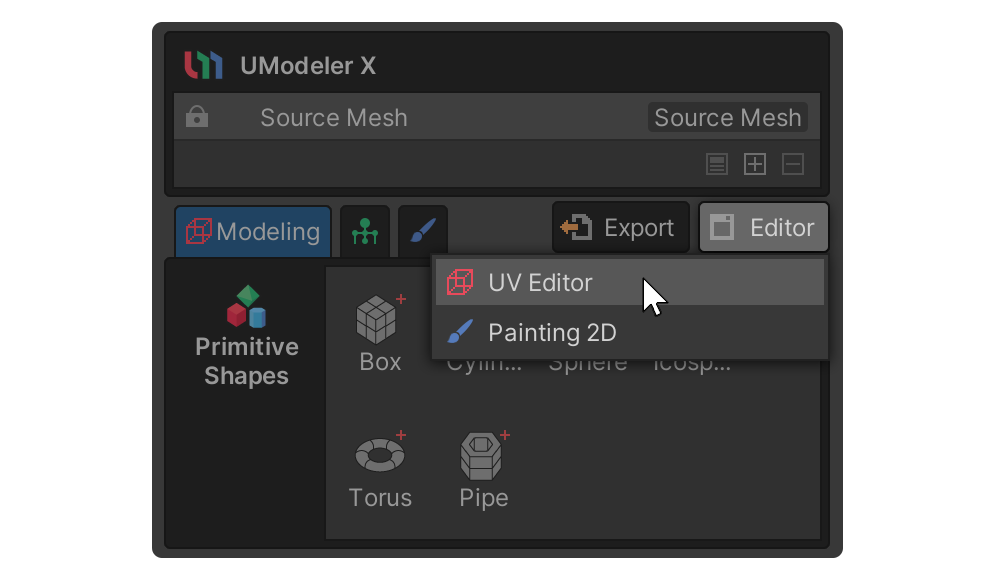 UModeler X
Source Mesh Source Mesh
Modeling Export Editor
UV Editor
Painting 2D
Primitive
Shapes
Box Cylin... Sphere Icosp...
Torus Pipe